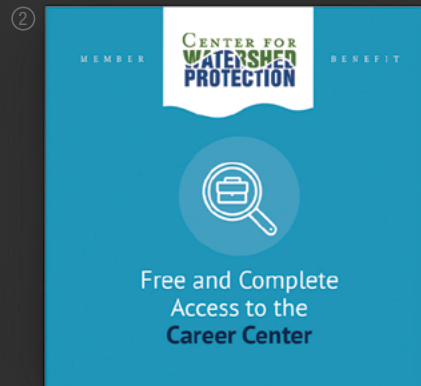 ②
CENTER FOR
MEMBER WATERSHED BENEFIT
PROTECTION
Free and Complete
Access to the
Career Center